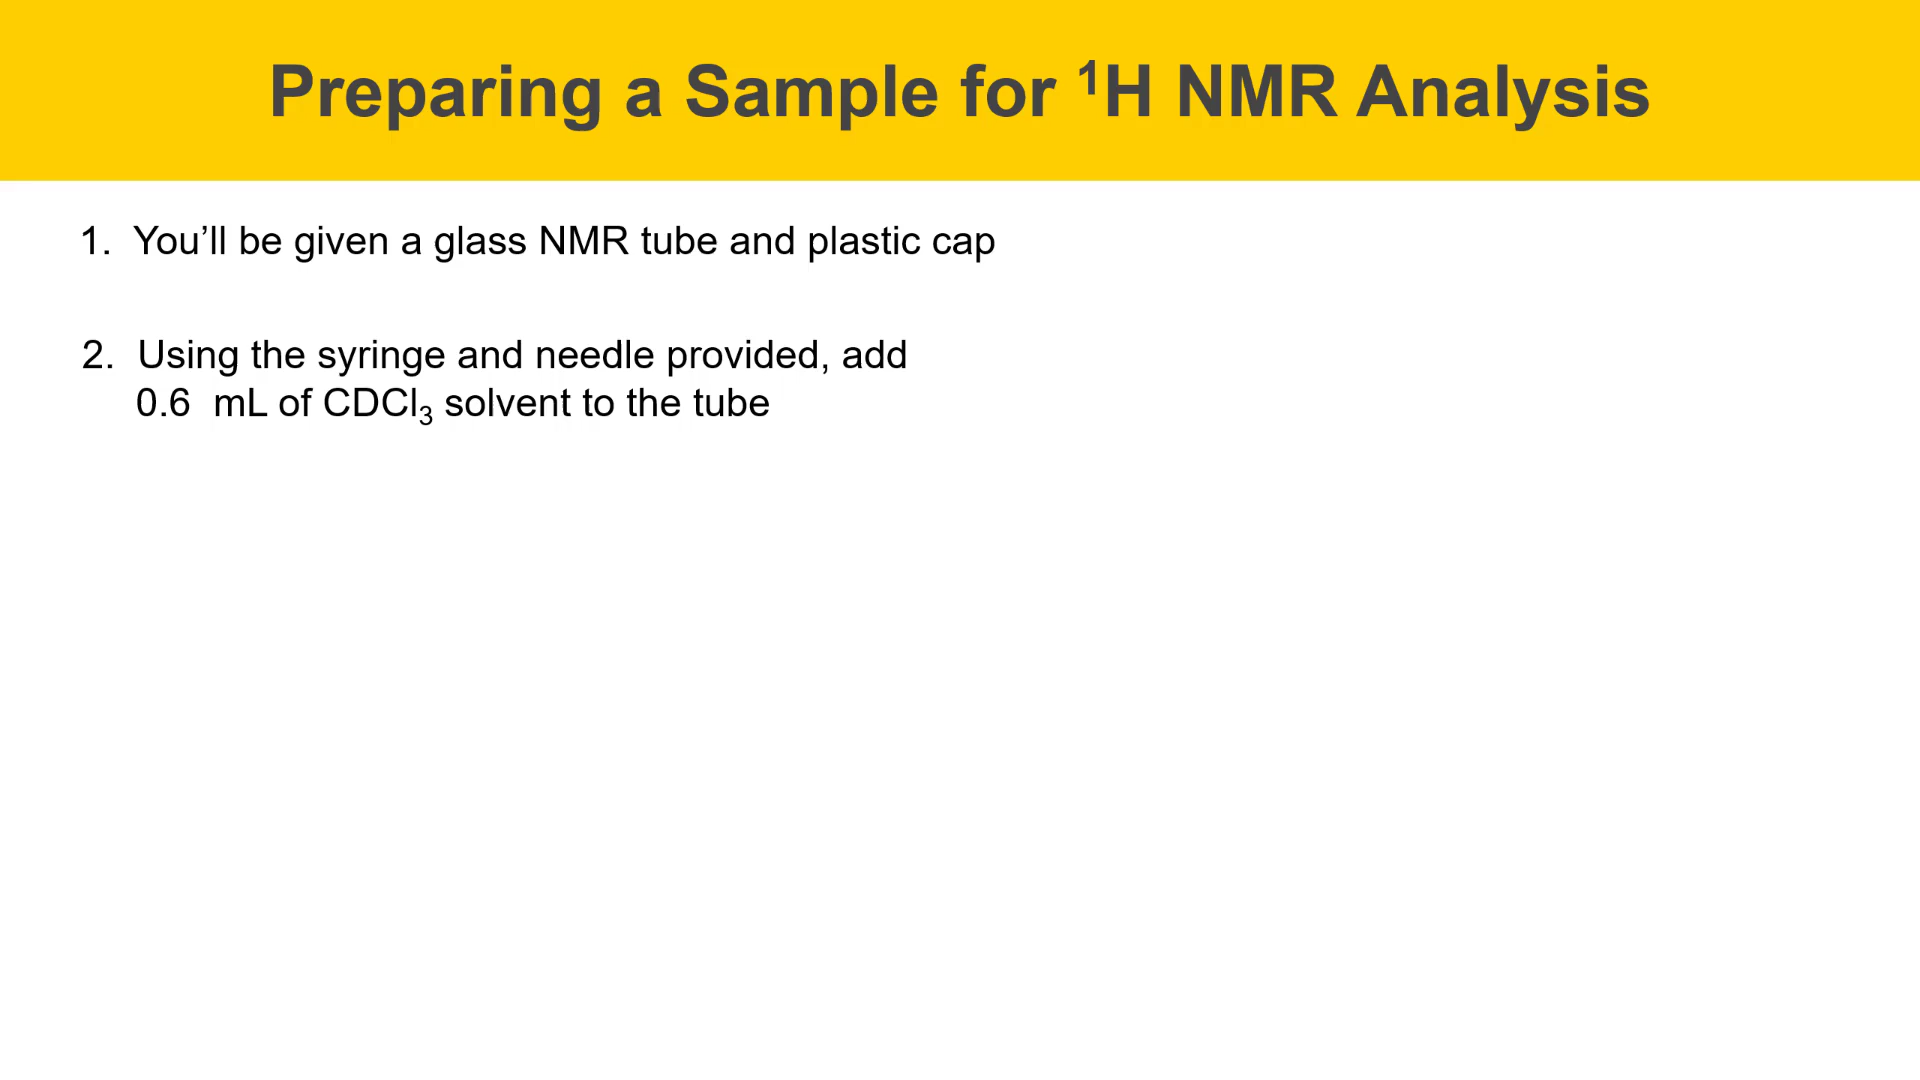 Preparing a Sample for ¹H NMR Analysis
1. You’ll be given a glass NMR tube and plastic cap
2. Using the syringe and needle provided, add
0.6 mL of CDCl₃ solvent to the tube